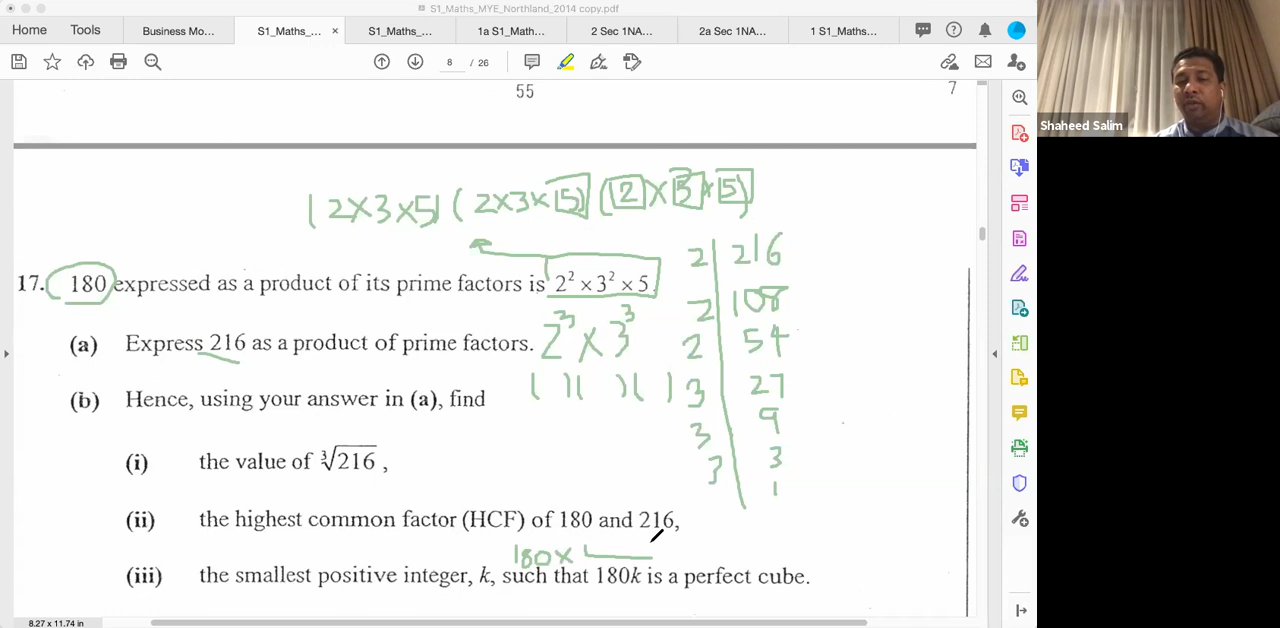 S1_Maths_MYE_Northland_2014 copy.pdf
Home Tools Business Mo... S1_Maths_... × S1_Maths_... 1a S1_Math... 2 Sec 1NA... 2a Sec 1NA... 1 S1_Maths...
8 / 26
55 7
Shaheed Salim
(2×3×5) (2×3×5) (2×3×5)
17. 180 expressed as a product of its prime factors is 2² × 3² × 5.
2 | 216
2 | 108
(a) Express 216 as a product of prime factors. 2³ × 3³
2 | 54
( )( )( )
3 | 27
(b) Hence, using your answer in (a), find
3 | 9
3 | 3
1
(i) the value of ∛216 ,
(ii) the highest common factor (HCF) of 180 and 216,
180×
(iii) the smallest positive integer, k, such that 180k is a perfect cube.
8.27 x 11.74 in